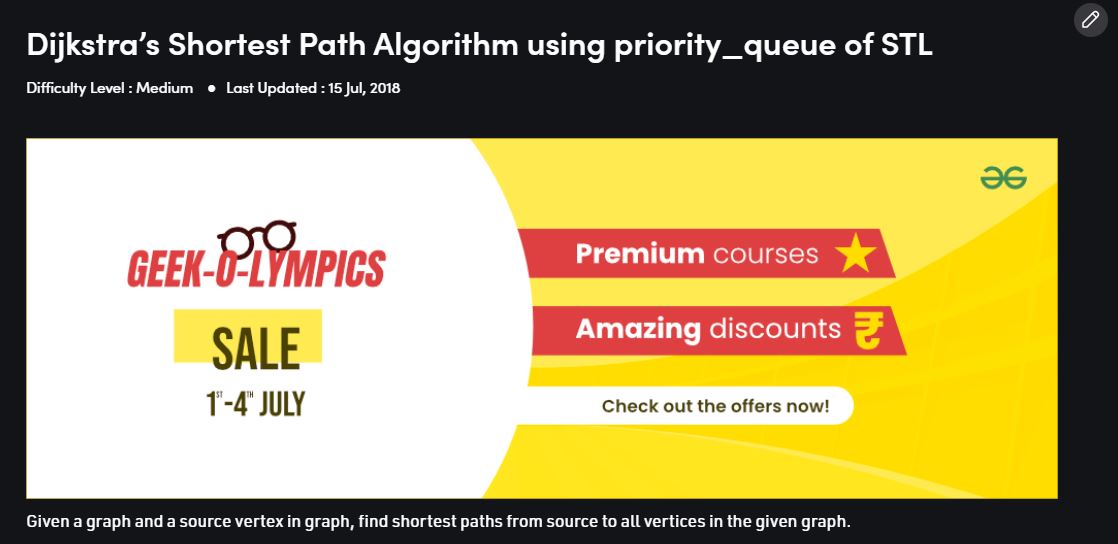 Dijkstra’s Shortest Path Algorithm using priority_queue of STL
Difficulty Level : Medium ● Last Updated : 15 Jul, 2018
GEEK-O-LYMPICS
SALE
1ST-4TH JULY
Premium courses
Amazing discounts ₹
Check out the offers now!
Given a graph and a source vertex in graph, find shortest paths from source to all vertices in the given graph.